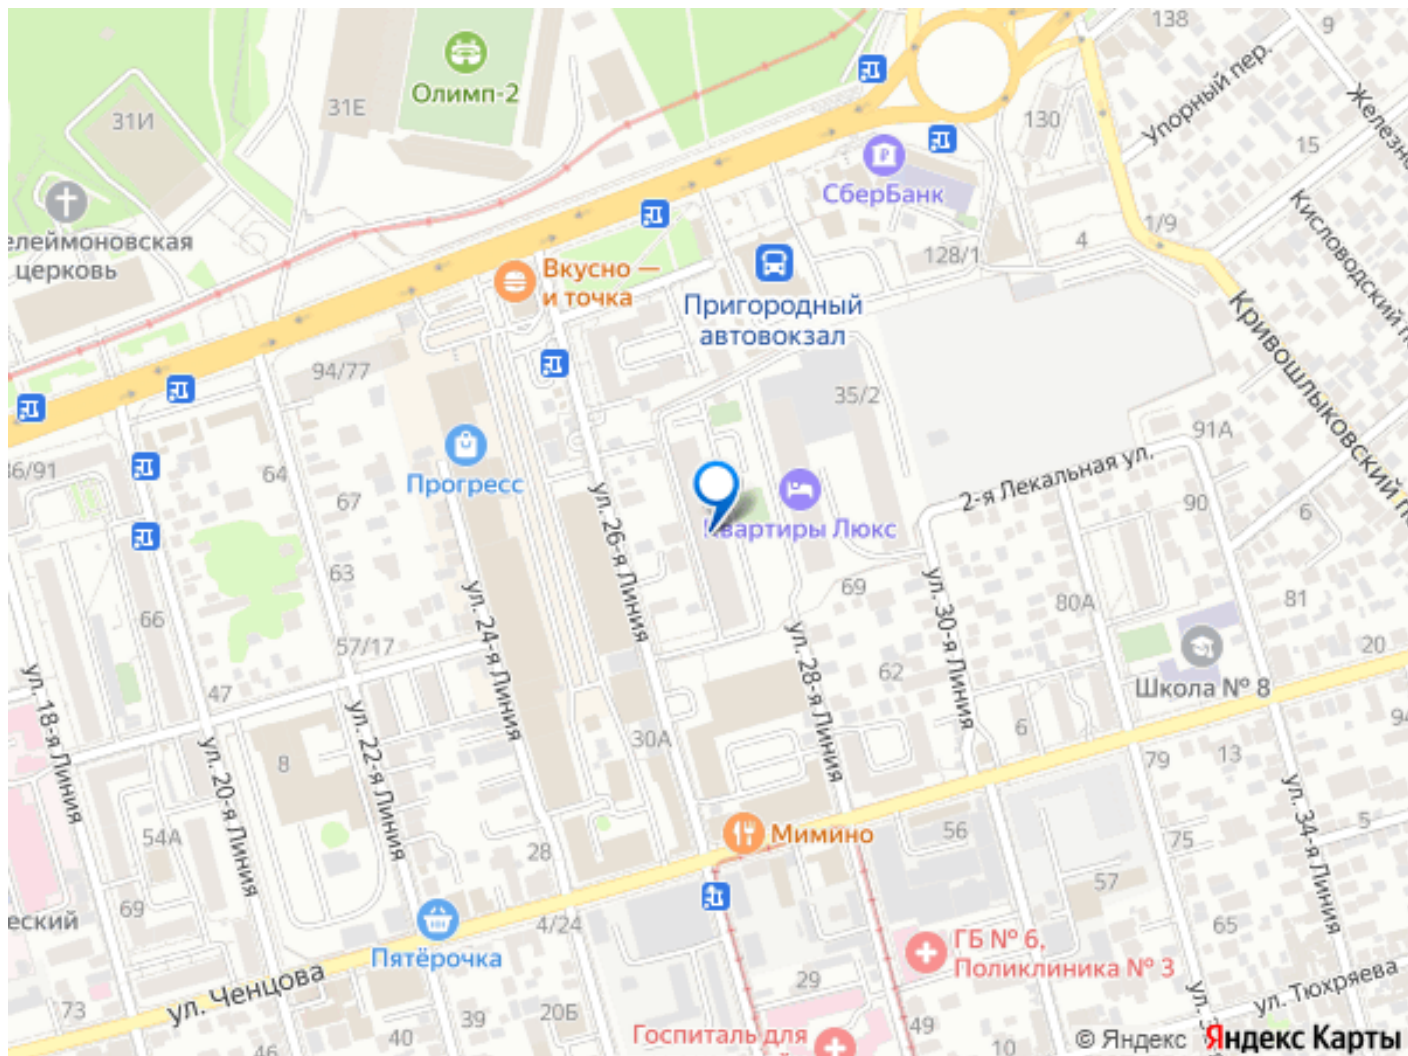 138
9
Олимп-2
31Е
31И
130
Упорный пер.
15
СберБанк
Кисловодский
1/9
4
128/1
елеймоновская
церковь
Вкусно —
и точка
Пригородный
автовокзал
Кривошлыковский
94/77
35/2
91А
Прогресс
64
67
2-я Лекальная ул.
90
6
ул. 26-я Линия
Квартиры Люкс
63
66
69
80А
81
57/17
ул. 24-я Линия
ул. 30-я Линия
20
47
62
ул. 28-я Линия
Школа № 8
ул. 18-я Линия
ул. 22-я Линия
ул. 20-я Линия
8
30А
6
79
13
ул. 34-я Линия
54А
Мимино
56
75
5
28
57
69
еский
4/24
65
Пятёрочка
ГБ № 6,
Поликлиника № 3
ул. Ченцова
29
ул. Тюхряева
73
20Б
39
40
46
Госпиталь для
49
10
© Яндекс Яндекс Карты